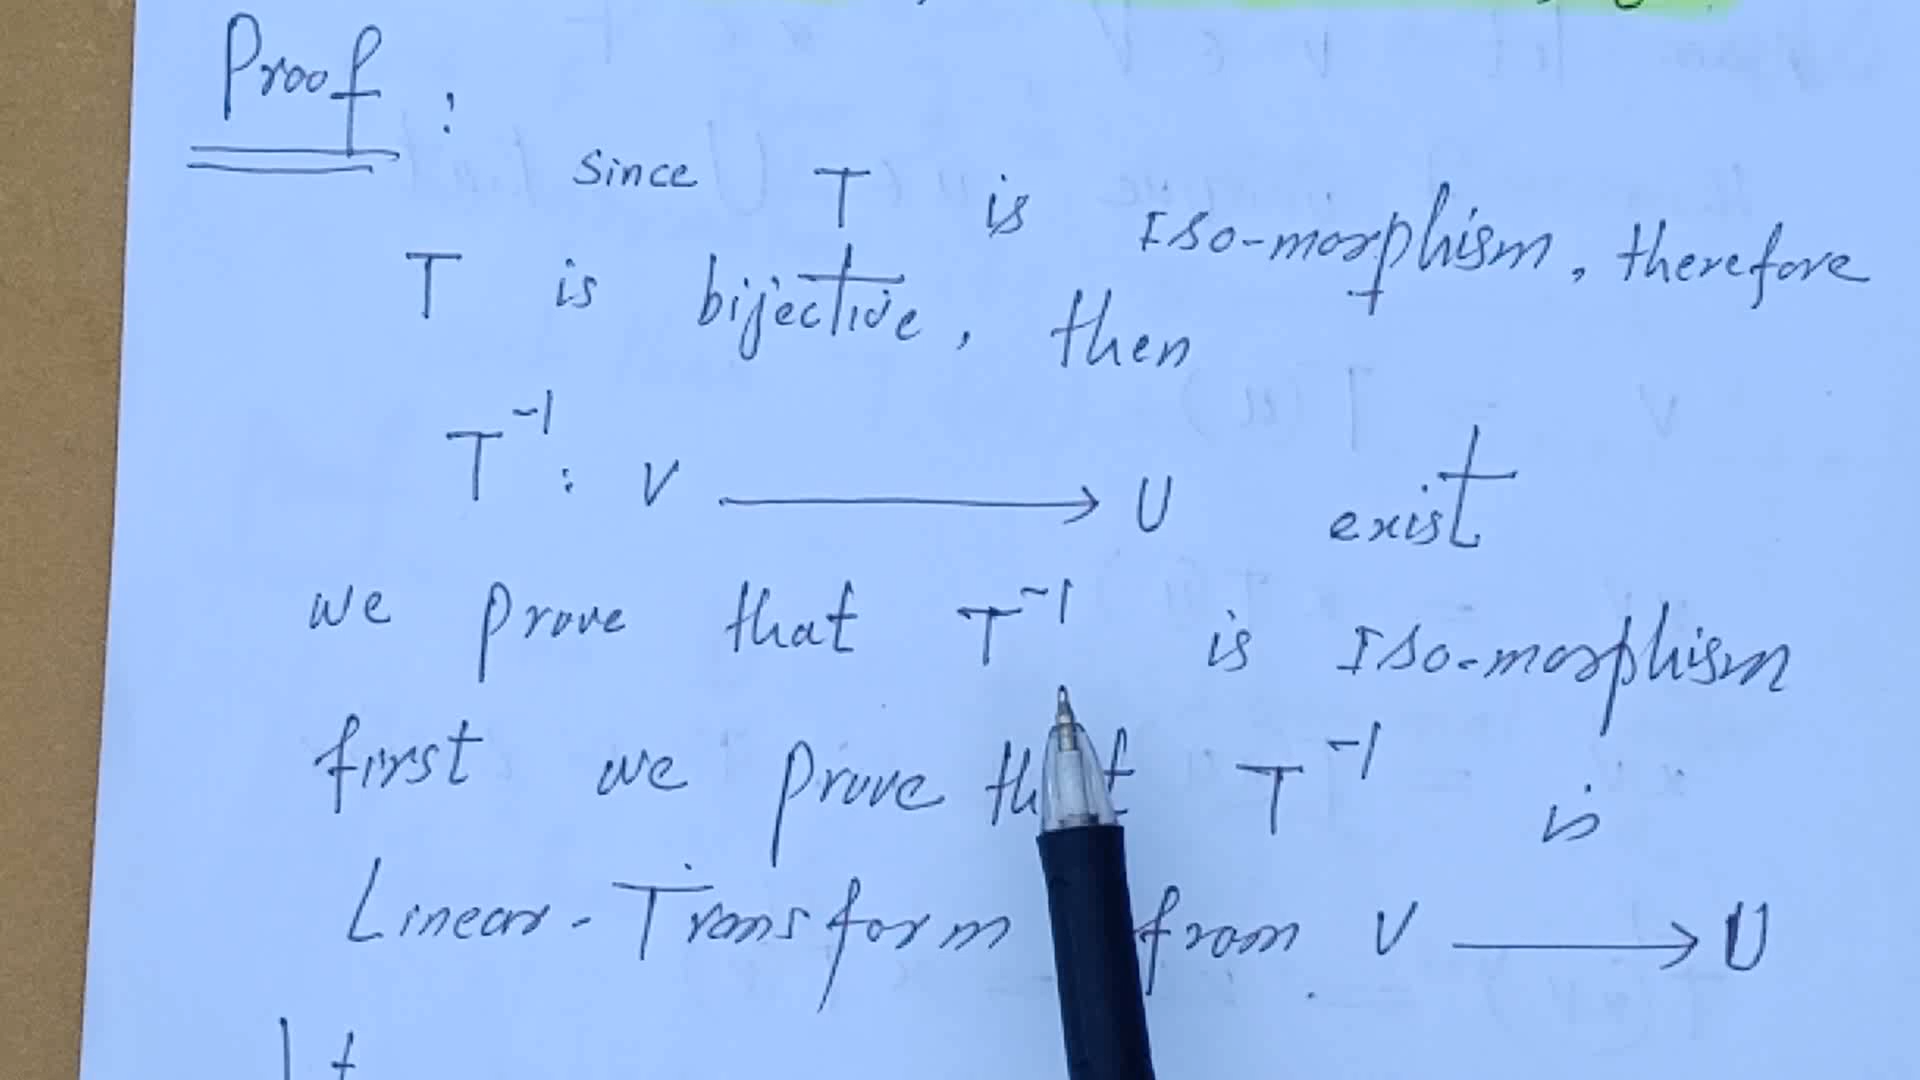 Proof :
since T is Iso-morphism, therefore
T is bijective, then
T⁻¹ : V ⟶ U exist
we prove that T⁻¹ is Iso-morphism
first we prove that T⁻¹ is
Linear-Transform from V ⟶ U